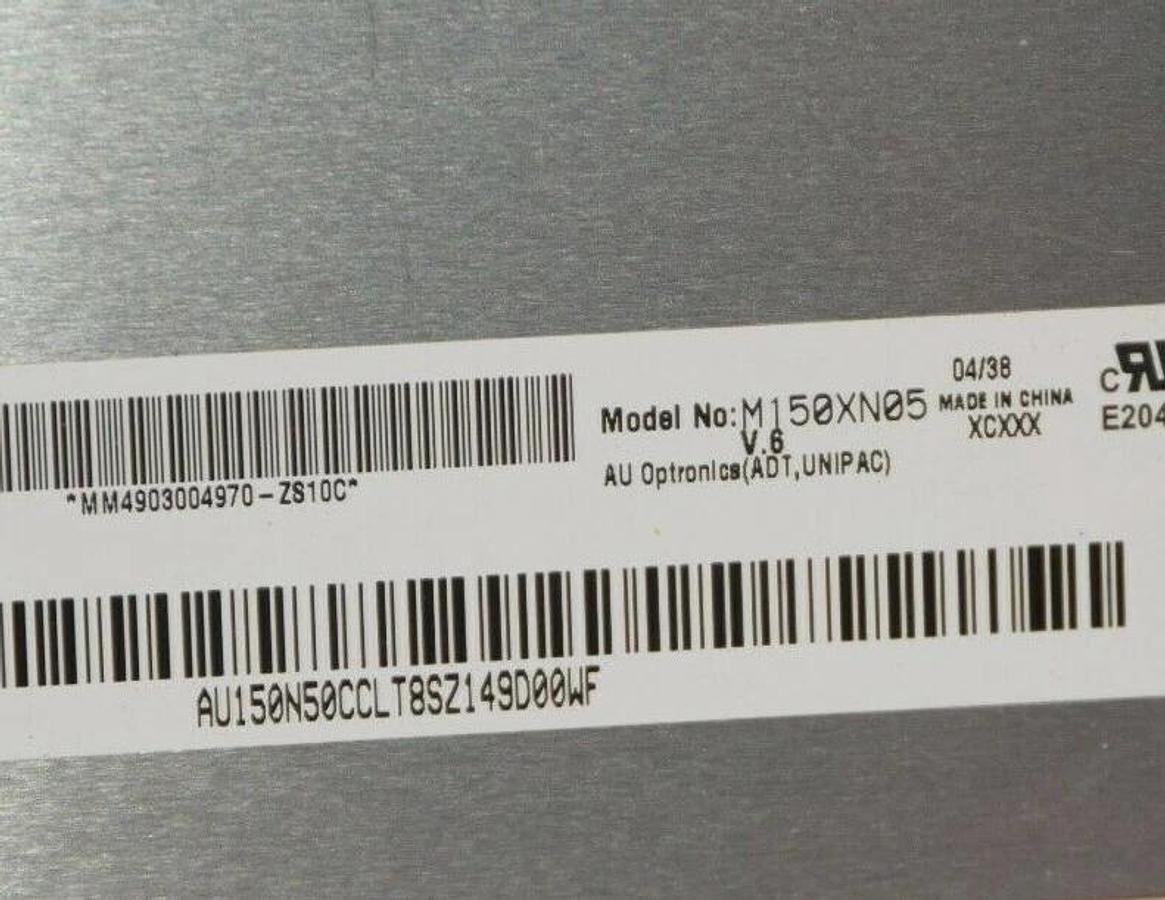 04/38
Model No:M150XN05 MADE IN CHINA
V.6 XCXXX
AU Optronics(ADT,UNIPAC)
C
E204
*MM4903004970-ZS10C*
AU150N50CCLT8SZ149D00WF